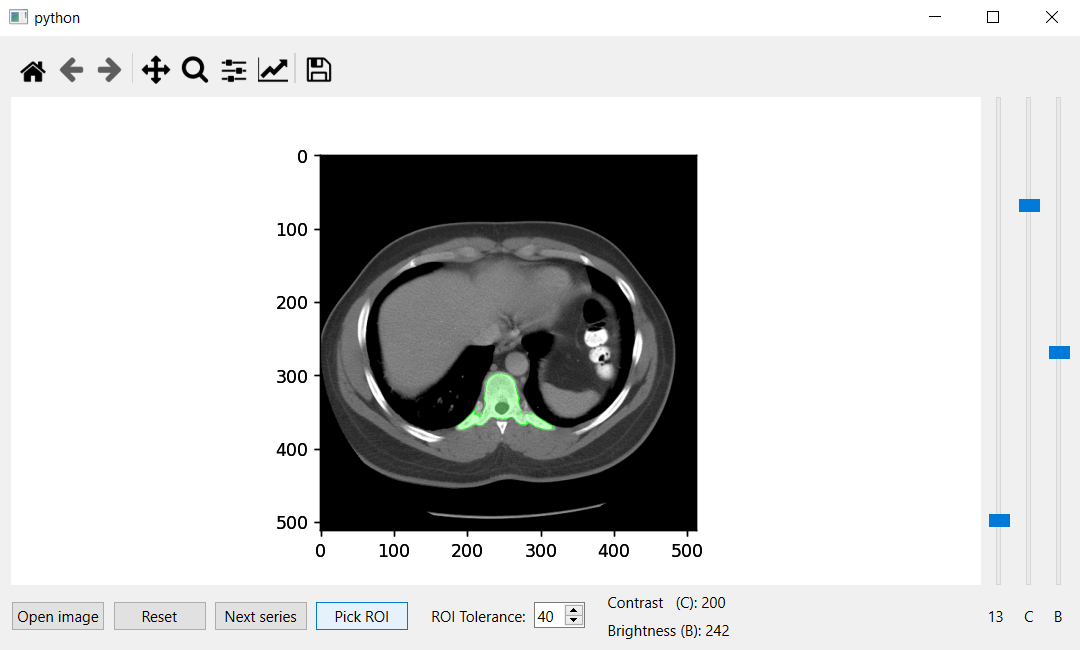 python
0
100
200
300
400
500
0 100 200 300 400 500
Open image Reset Next series Pick ROI ROI Tolerance: 40
Contrast (C): 200
Brightness (B): 242
13 C B